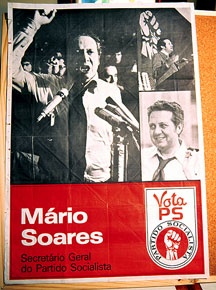 Mário
Soares
Secretário Geral
do Partido Socialista
Vota
PS
PARTIDO SOCIALISTA